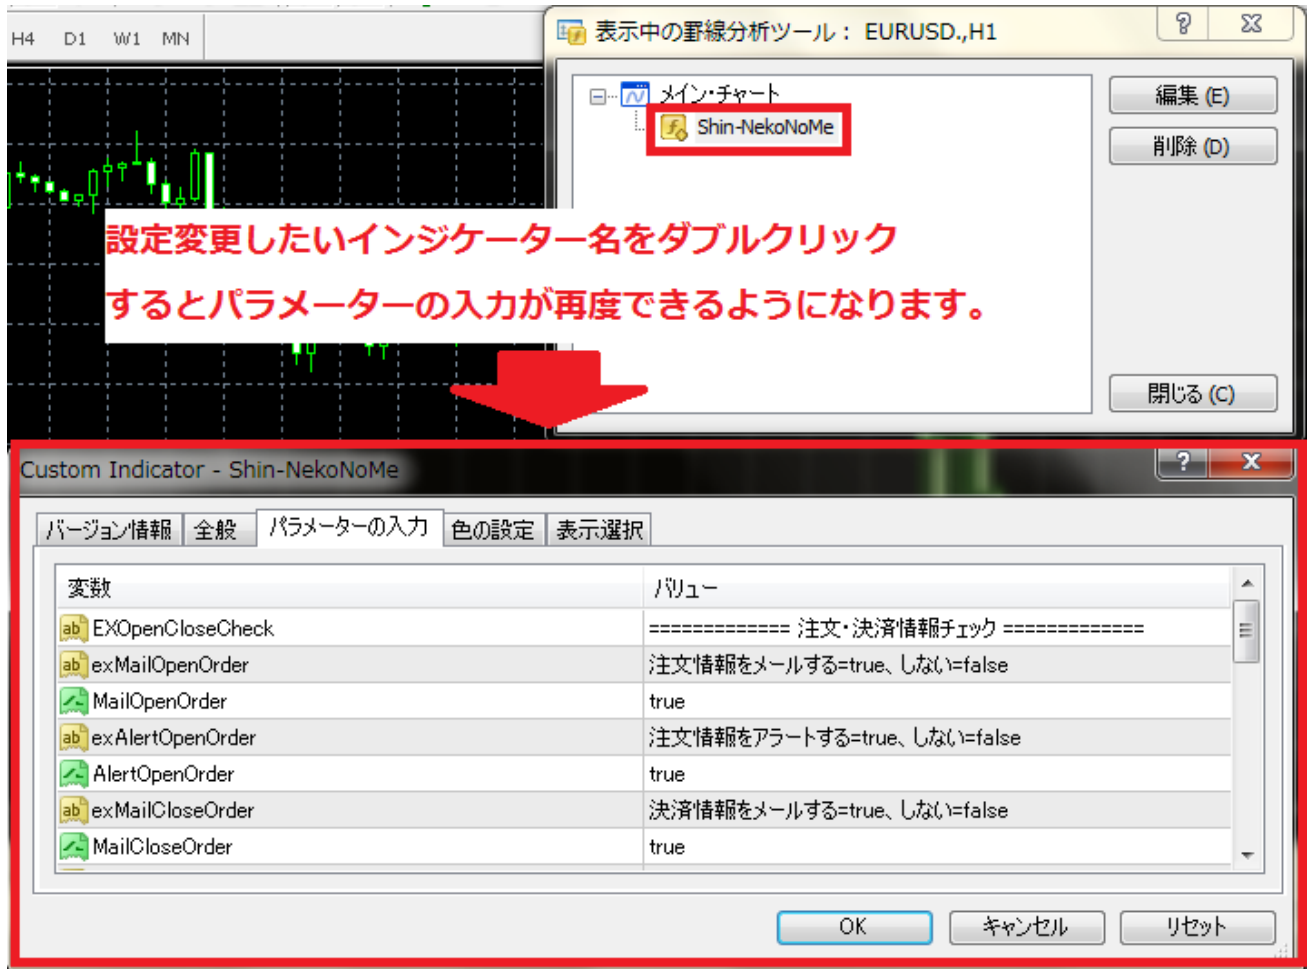 H4 D1 W1 MN
表示中の罫線分析ツール： EURUSD.,H1
メイン・チャート
Shin-NekoNoMe
編集 (E)
削除 (D)
設定変更したいインジケーター名をダブルクリック
するとパラメーターの入力が再度できるようになります。
閉じる (C)
Custom Indicator - Shin-NekoNoMe
バージョン情報 全般 パラメーターの入力 色の設定 表示選択
変数 バリュー
EXOpenCloseCheck ============= 注文・決済情報チェック =============
exMailOpenOrder 注文情報をメールする=true、しない=false
MailOpenOrder true
exAlertOpenOrder 注文情報をアラートする=true、しない=false
AlertOpenOrder true
exMailCloseOrder 決済情報をメールする=true、しない=false
MailCloseOrder true
OK キャンセル リセット